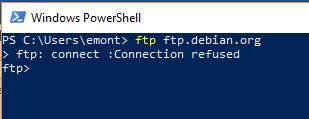 Windows PowerShell
PS C:\Users\emont> ftp ftp.debian.org
> ftp: connect :Connection refused
ftp>